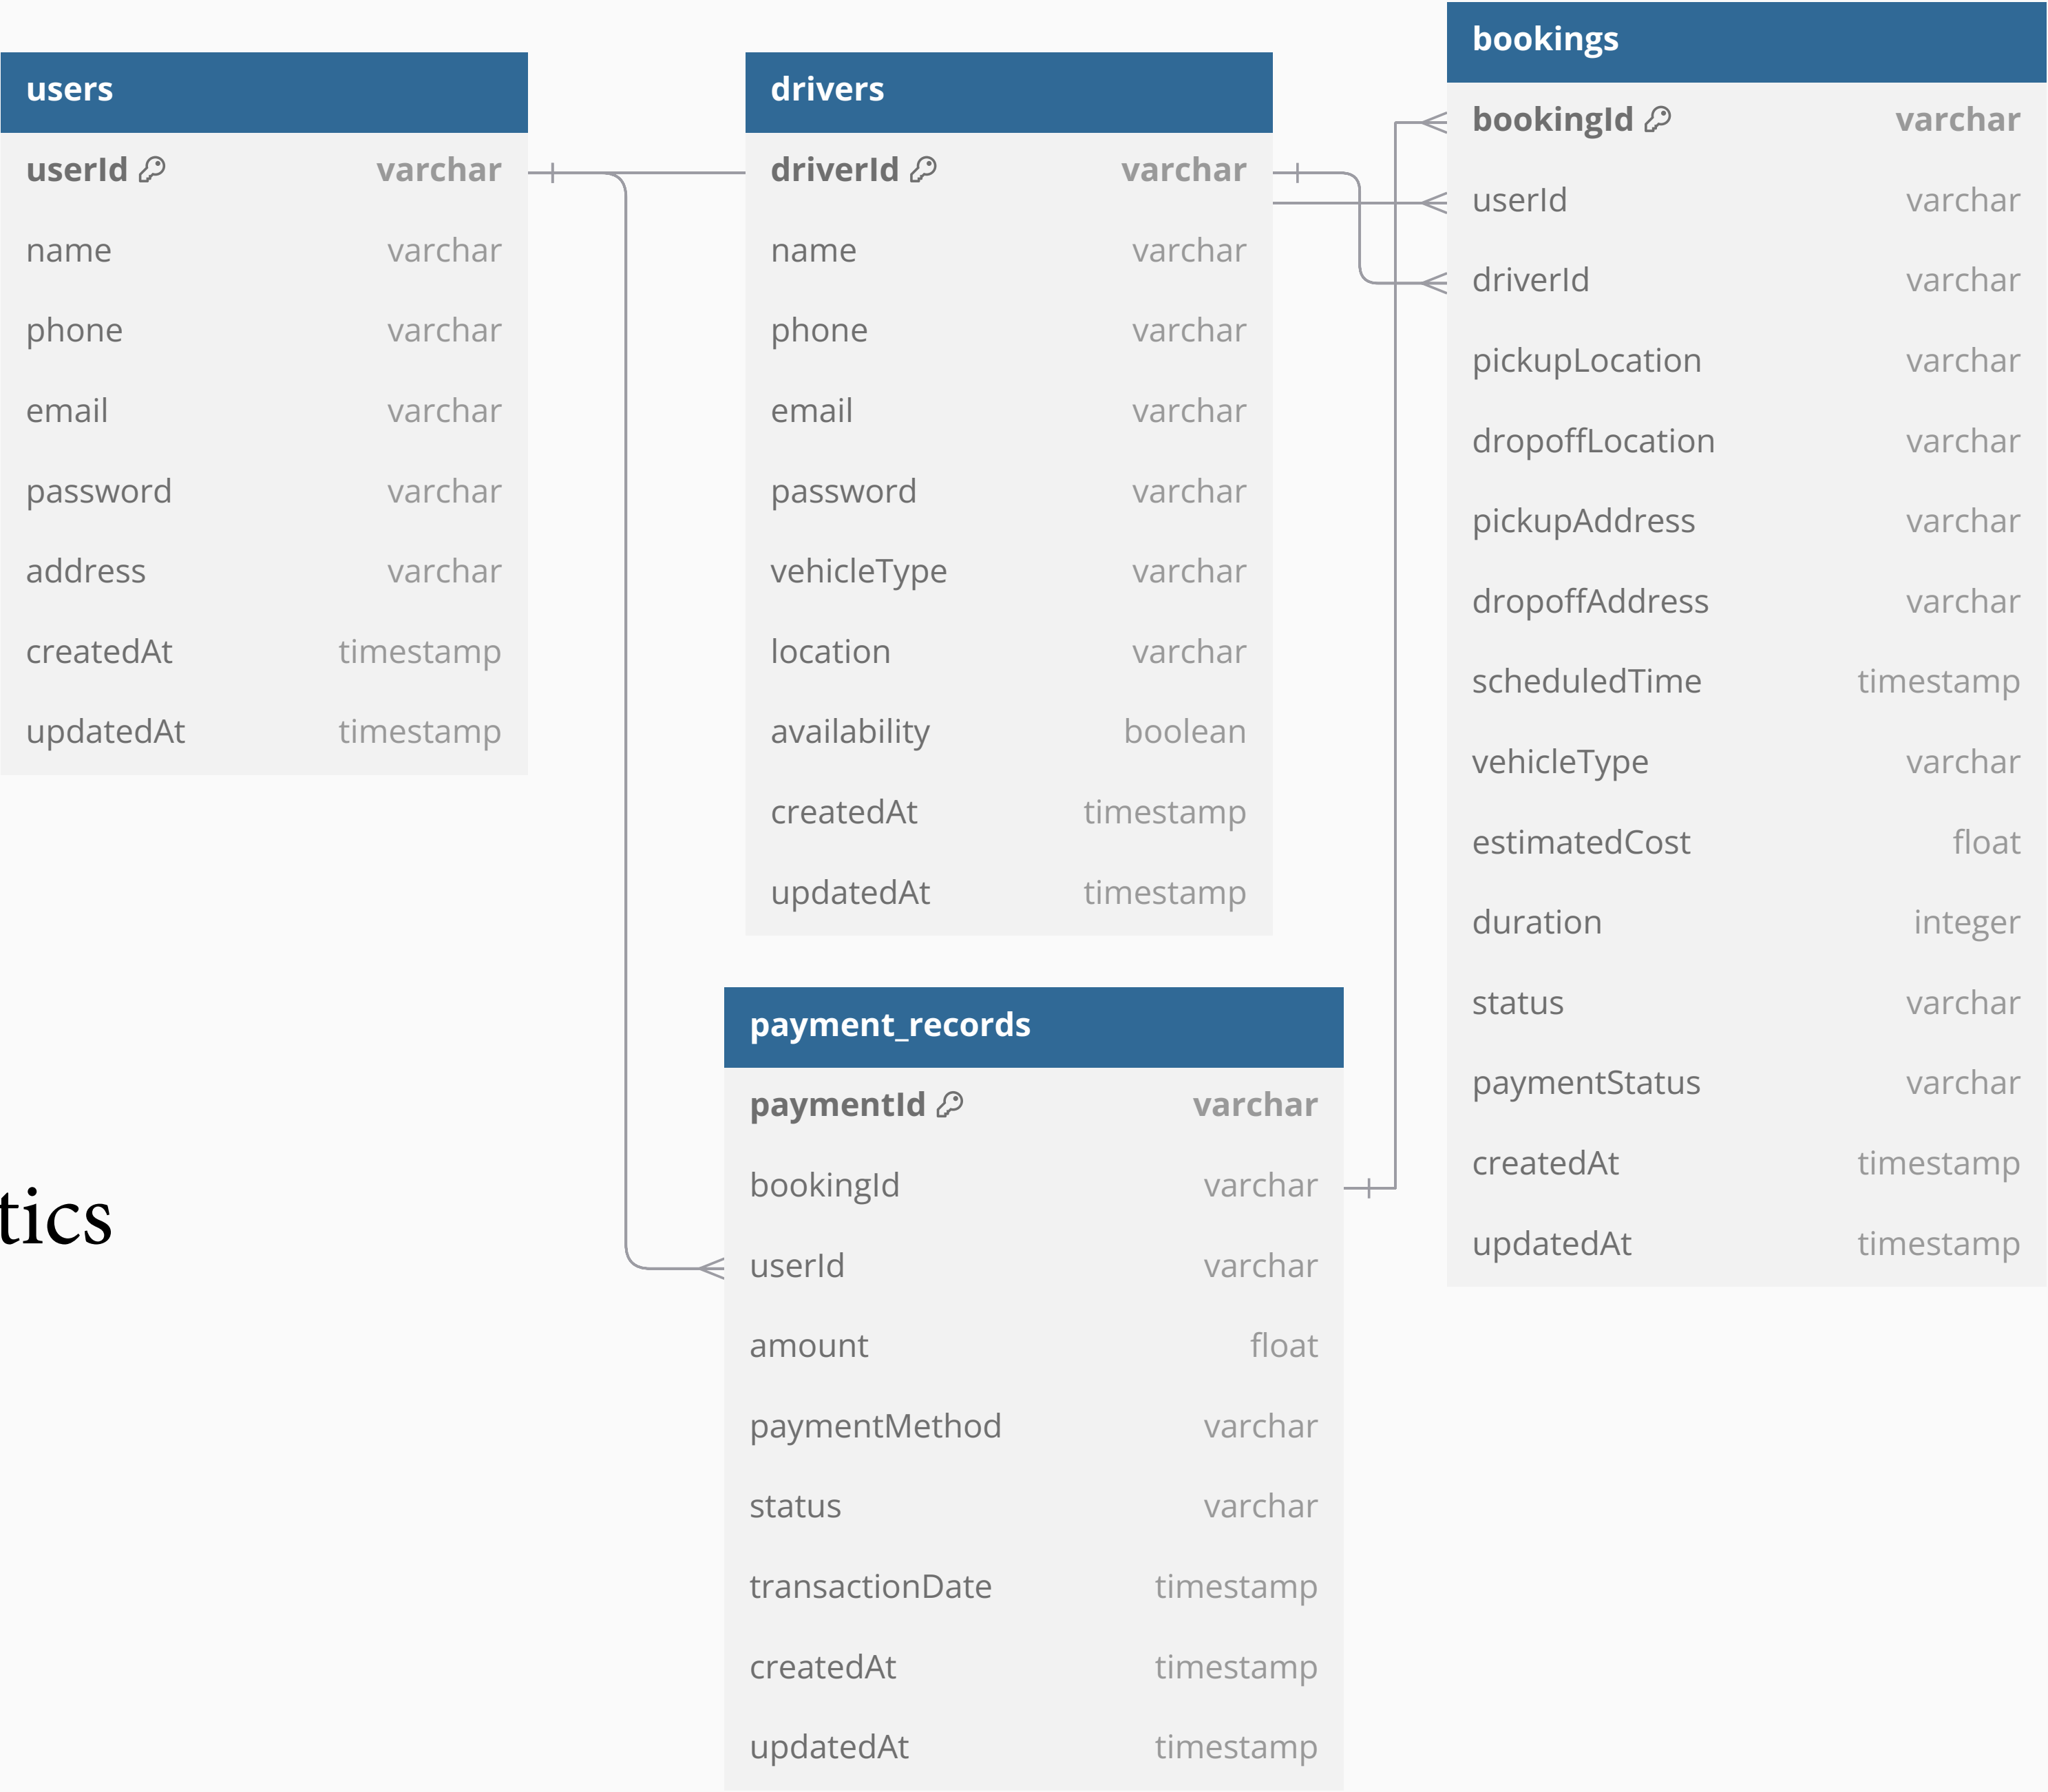 users
userId varchar
name varchar
phone varchar
email varchar
password varchar
address varchar
createdAt timestamp
updatedAt timestamp
drivers
driverId varchar
name varchar
phone varchar
email varchar
password varchar
vehicleType varchar
location varchar
availability boolean
createdAt timestamp
updatedAt timestamp
bookings
bookingId varchar
userId varchar
driverId varchar
pickupLocation varchar
dropoffLocation varchar
pickupAddress varchar
dropoffAddress varchar
scheduledTime timestamp
vehicleType varchar
estimatedCost float
duration integer
status varchar
paymentStatus varchar
createdAt timestamp
updatedAt timestamp
payment_records
paymentId varchar
bookingId varchar
userId varchar
amount float
paymentMethod varchar
status varchar
transactionDate timestamp
createdAt timestamp
updatedAt timestamp
tics